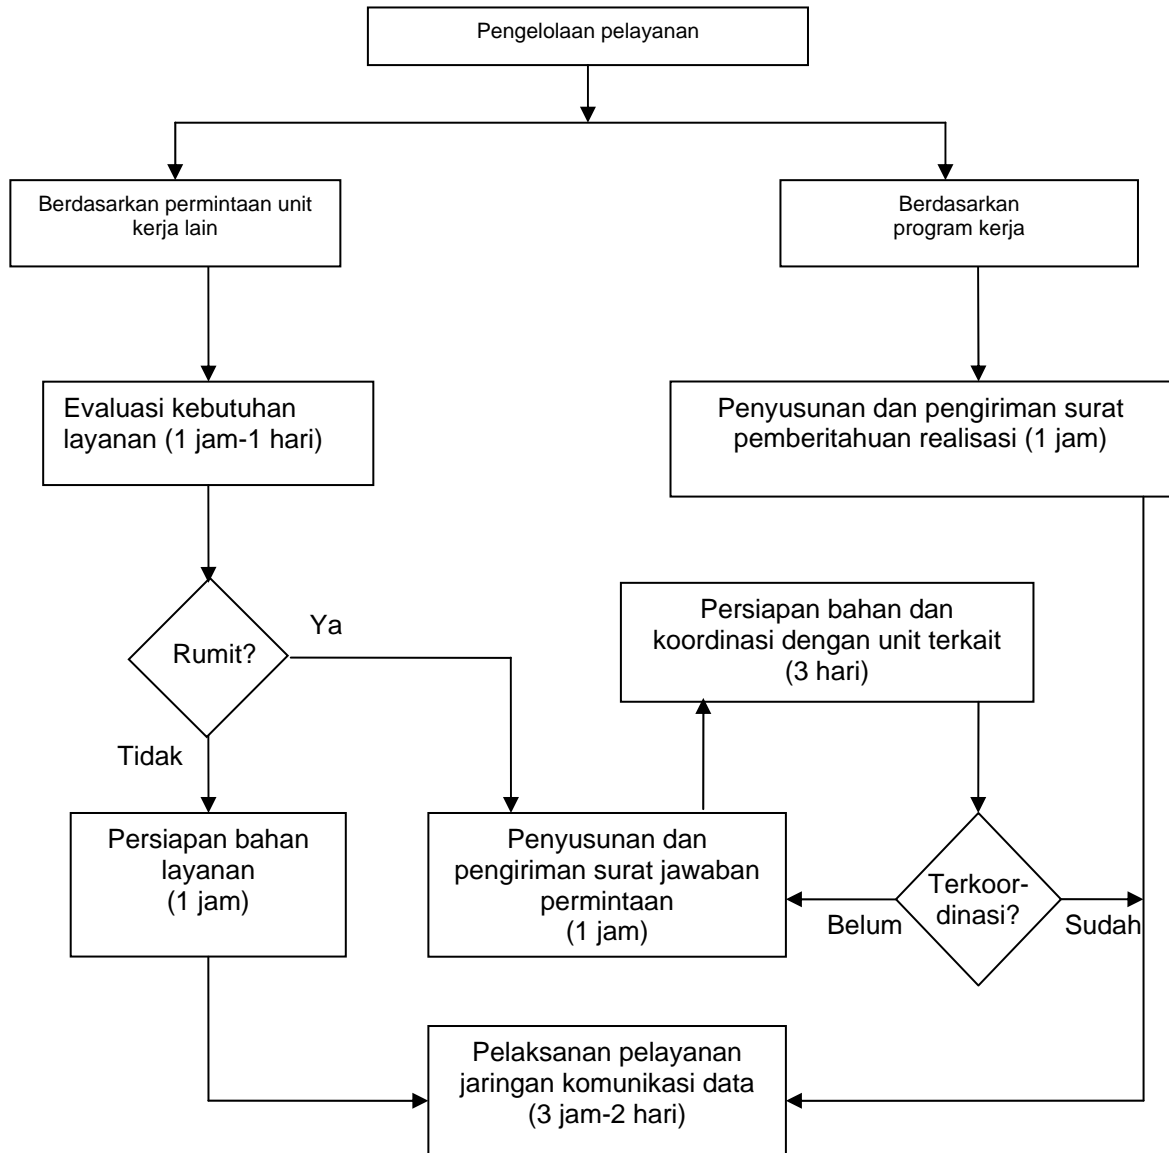 Pengelolaan pelayanan
Berdasarkan permintaan unit
kerja lain
Berdasarkan
program kerja
Evaluasi kebutuhan
layanan (1 jam-1 hari)
Penyusunan dan pengiriman surat
pemberitahuan realisasi (1 jam)
Rumit?
Ya
Tidak
Persiapan bahan dan
koordinasi dengan unit terkait
(3 hari)
Persiapan bahan
layanan
(1 jam)
Penyusunan dan
pengiriman surat jawaban
permintaan
(1 jam)
Terkoor-
dinasi?
Belum
Sudah
Pelaksanan pelayanan
jaringan komunikasi data
(3 jam-2 hari)